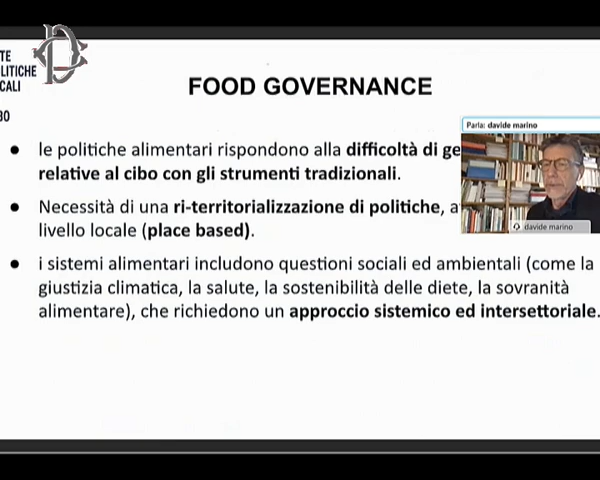 TE
LITICHE
CALI
30
FOOD GOVERNANCE
Parla: davide marino
le politiche alimentari rispondono alla difficoltà di ge
relative al cibo con gli strumenti tradizionali.
Necessità di una ri-territorializzazione di politiche, a
livello locale (place based).
davide marino
i sistemi alimentari includono questioni sociali ed ambientali (come la
giustizia climatica, la salute, la sostenibilità delle diete, la sovranità
alimentare), che richiedono un approccio sistemico ed intersettoriale.